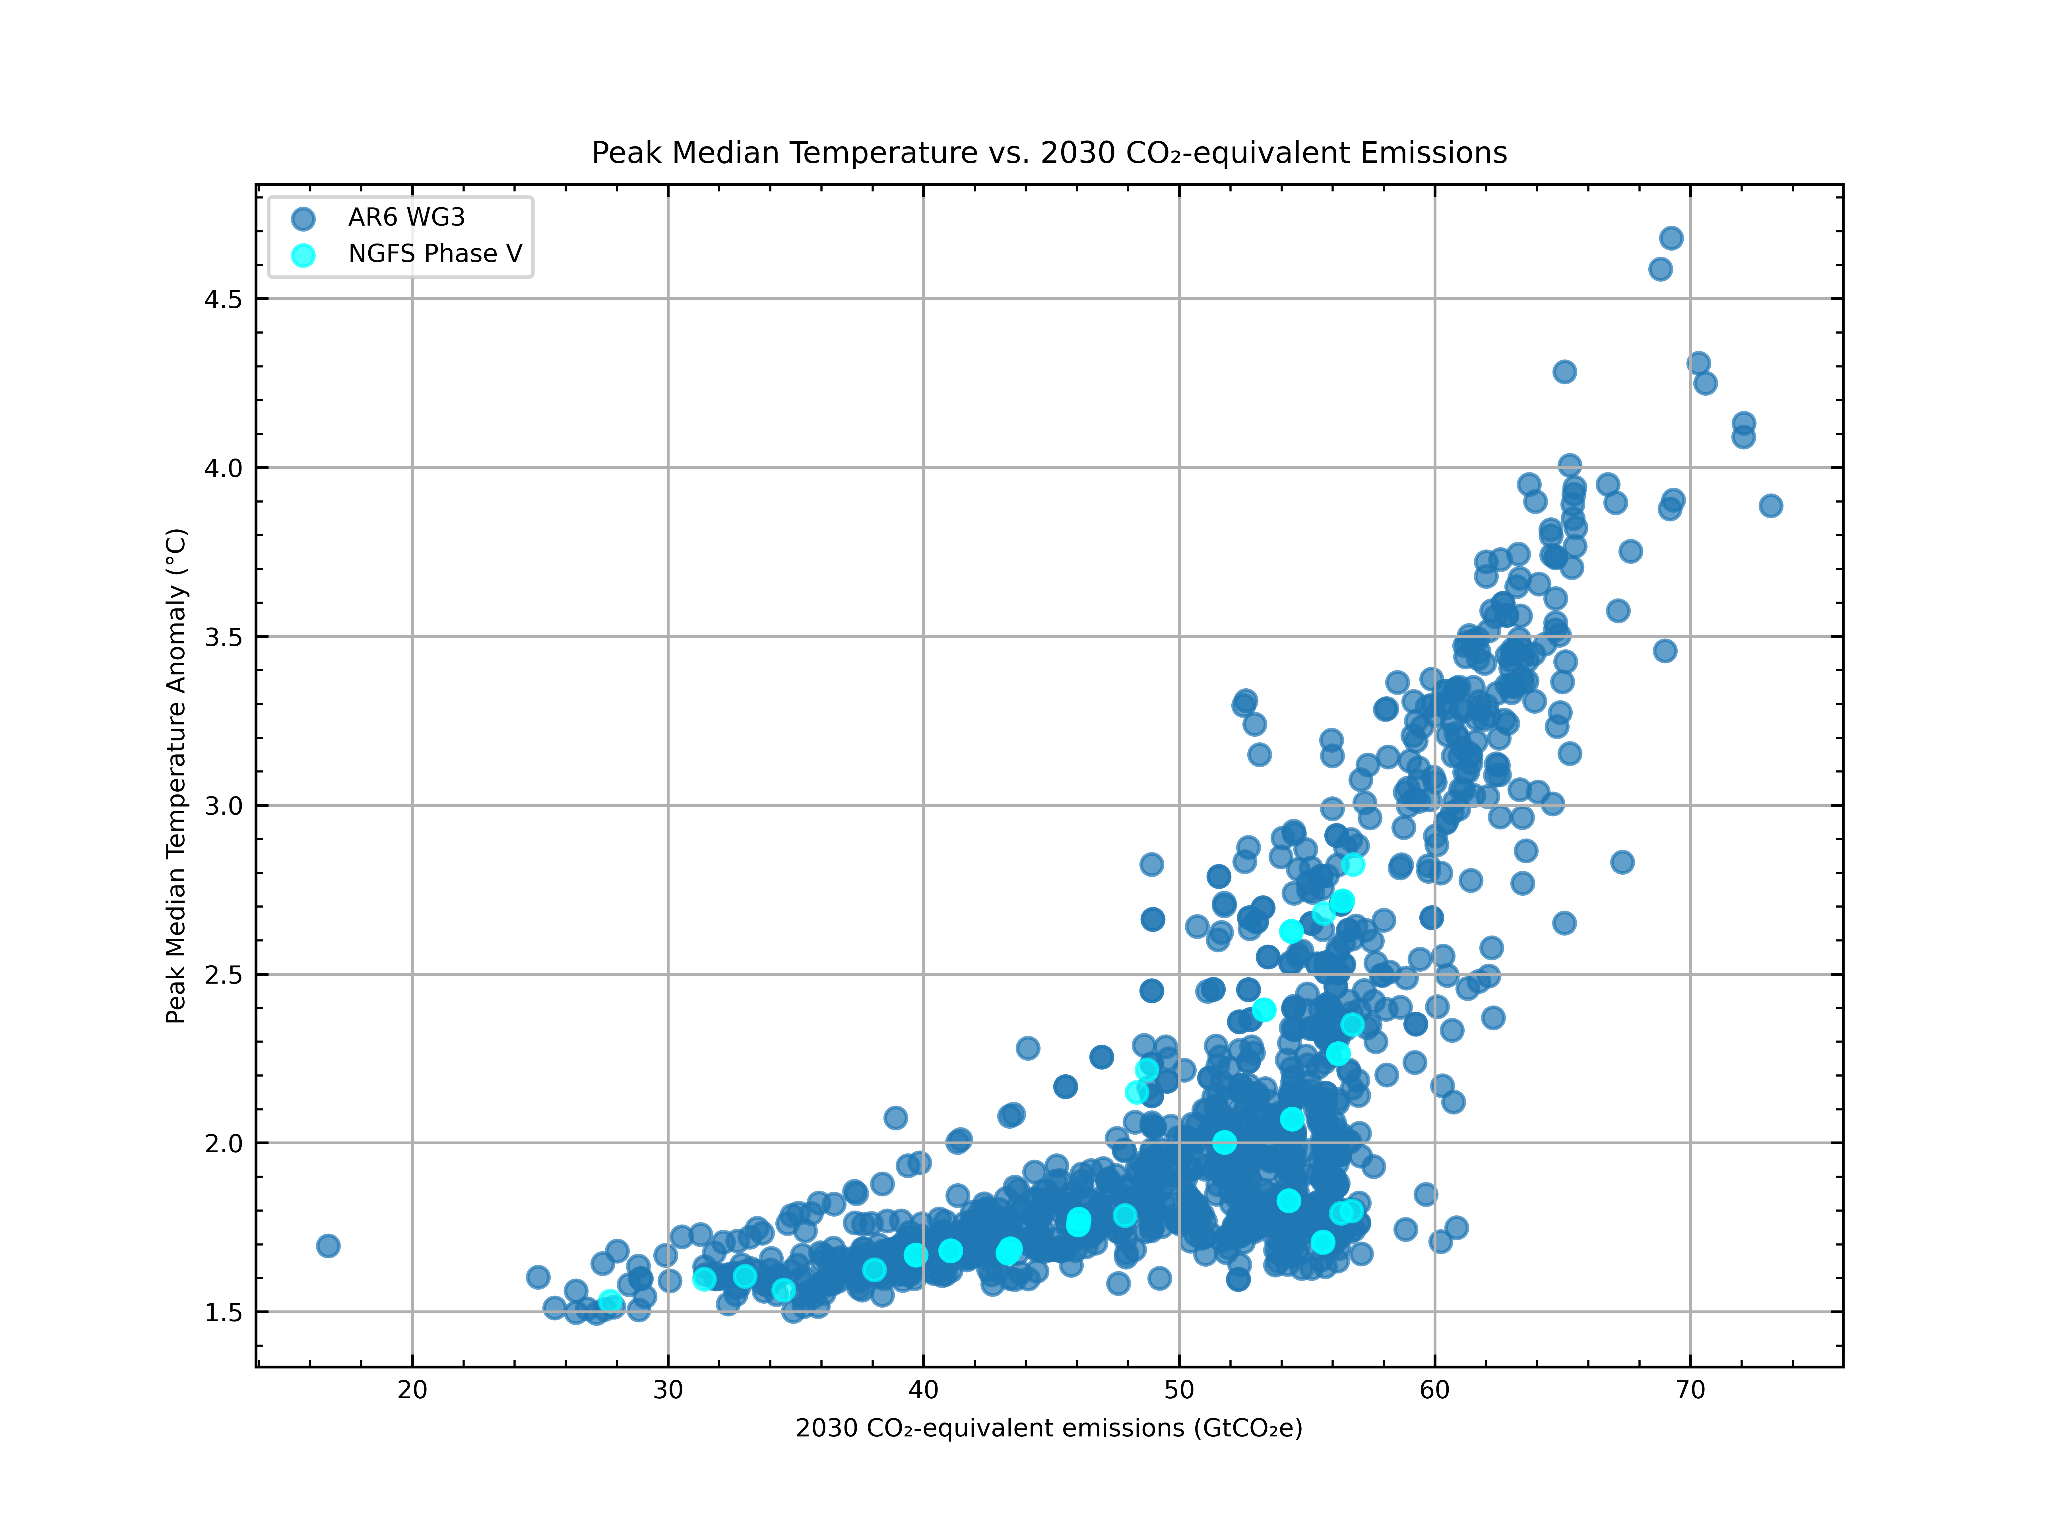 Peak Median Temperature vs. 2030 CO₂-equivalent Emissions
AR6 WG3
NGFS Phase V
Peak Median Temperature Anomaly (°C)
4.5
4.0
3.5
3.0
2.5
2.0
1.5
20 30 40 50 60 70
2030 CO₂-equivalent emissions (GtCO₂e)